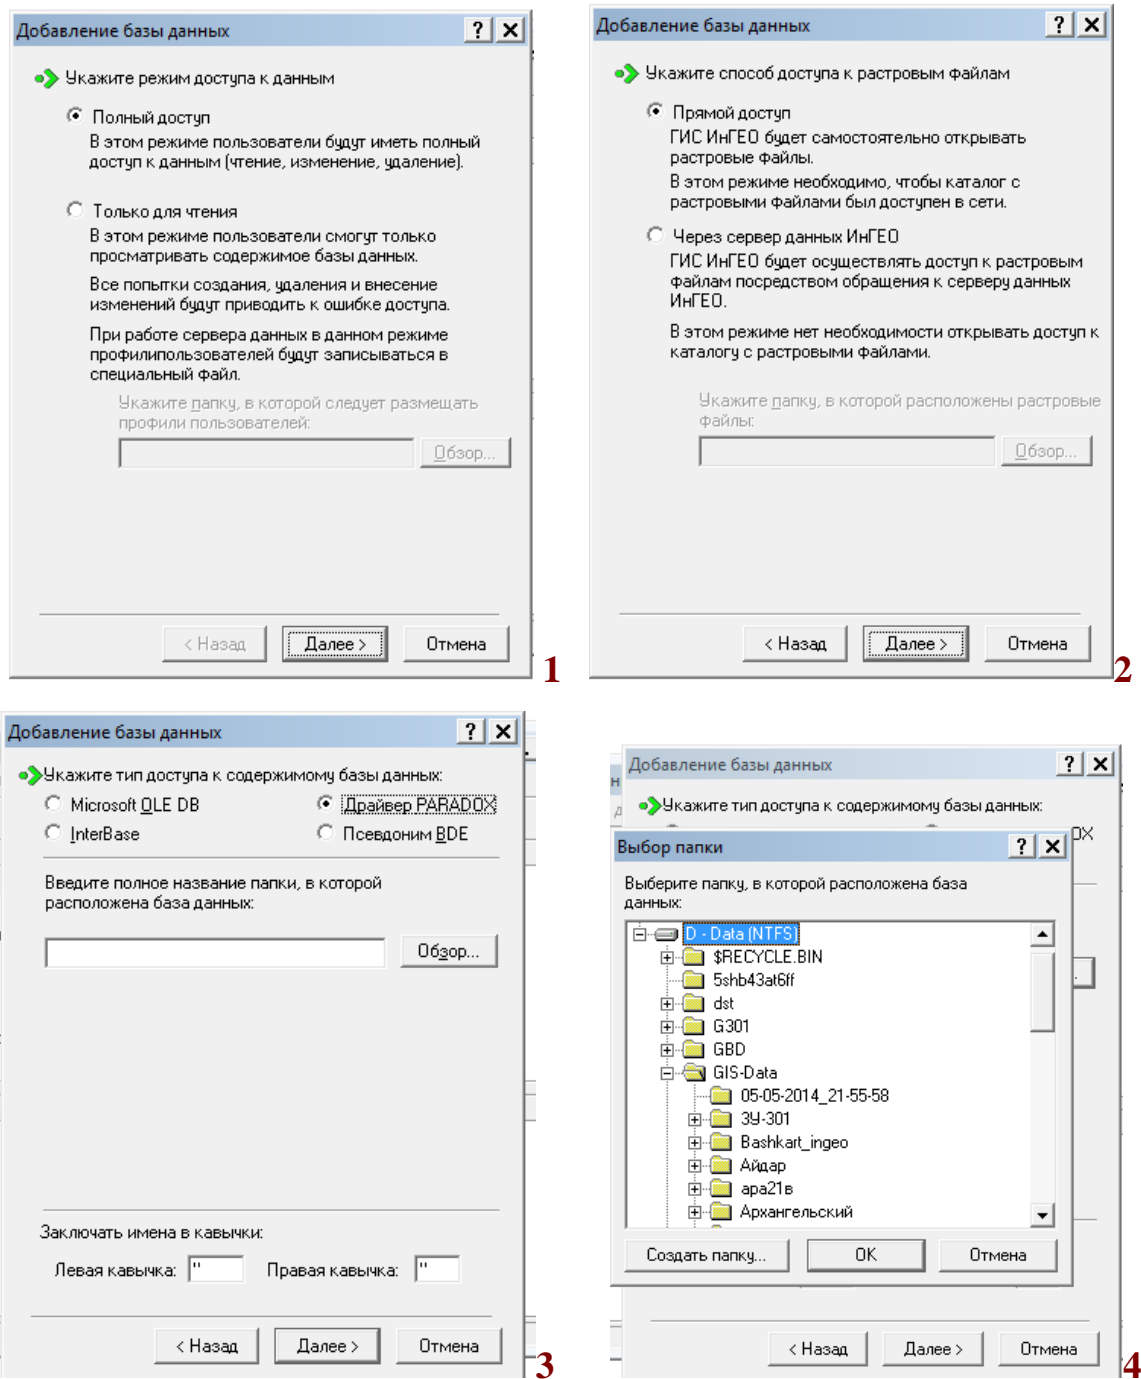 Добавление базы данных
Укажите режим доступа к данным
Полный доступ
В этом режиме пользователи будут иметь полный
доступ к данным (чтение, изменение, удаление).
Только для чтения
В этом режиме пользователи смогут только
просматривать содержимое базы данных.
Все попытки создания, удаления и внесение
изменений будут приводить к ошибке доступа.
При работе сервера данных в данном режиме
профилипользователей будут записываться в
специальный файл.
Укажите папку, в которой следует размещать
профили пользователей:
Обзор...
< Назад Далее > Отмена
1
Добавление базы данных
Укажите способ доступа к растровым файлам
Прямой доступ
ГИС ИнГЕО будет самостоятельно открывать
растровые файлы.
В этом режиме необходимо, чтобы каталог с
растровыми файлами был доступен в сети.
Через сервер данных ИнГЕО
ГИС ИнГЕО будет осуществлять доступ к растровым
файлам посредством обращения к серверу данных
ИнГЕО.
В этом режиме нет необходимости открывать доступ к
каталогу с растровыми файлами.
Укажите папку, в которой расположены растровые
файлы:
Обзор...
< Назад Далее > Отмена
2
Добавление базы данных
Укажите тип доступа к содержимому базы данных:
Microsoft OLE DB Драйвер PARADOX
InterBase Псевдоним BDE
Введите полное название папки, в которой
расположена база данных:
Обзор...
Заключать имена в кавычки:
Левая кавычка: " Правая кавычка: "
< Назад Далее > Отмена
3
Добавление базы данных
Укажите тип доступа к содержимому базы данных:
OX
Выбор папки
Выберите папку, в которой расположена база
данных:
D - Data (NTFS)
$RECYCLE.BIN
5shb43at6ff
dst
G301
GBD
GIS-Data
05-05-2014_21-55-58
ЗУ-301
Bashkart_ingeo
Айдар
ара21в
Архангельский
Создать папку... OK Отмена
< Назад Далее > Отмена
4